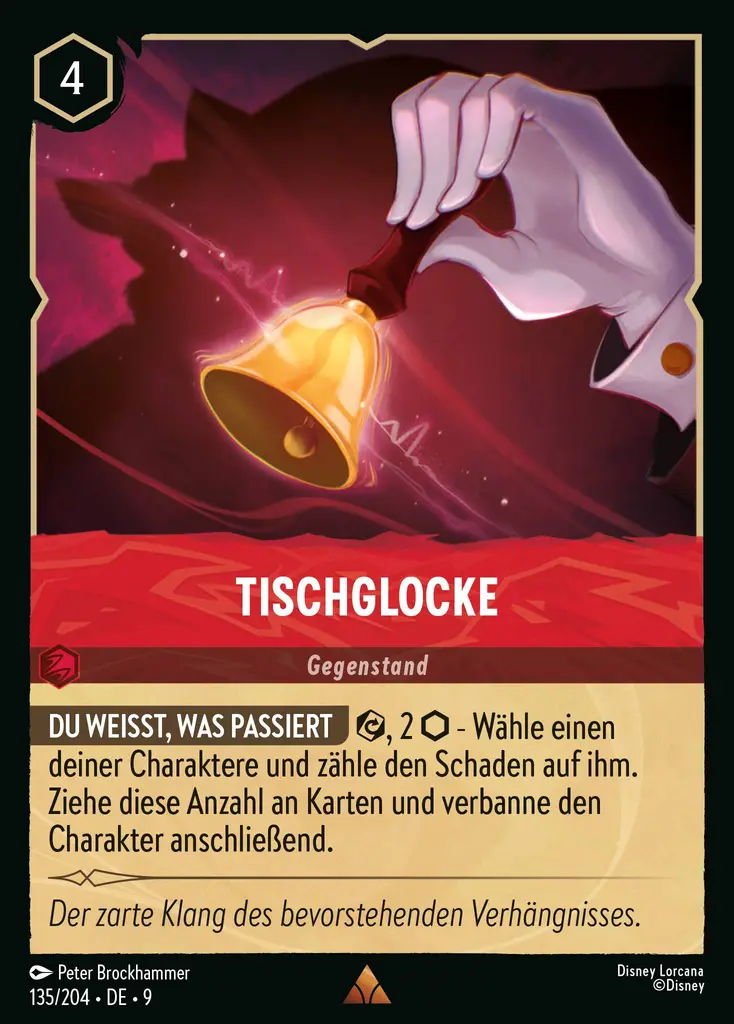 4
TISCHGLOCKE
Gegenstand
DU WEISST, WAS PASSIERT , 2 - Wähle einen
deiner Charaktere und zähle den Schaden auf ihm.
Ziehe diese Anzahl an Karten und verbanne den
Charakter anschließend.
Der zarte Klang des bevorstehenden Verhängnisses.
Peter Brockhammer
135/204 • DE • 9
Disney Lorcana
©Disney